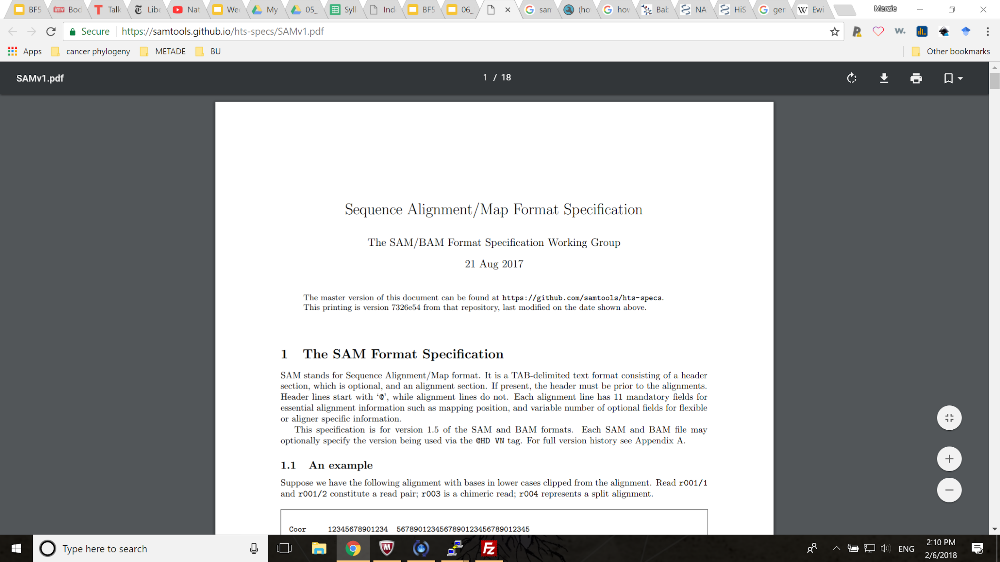 BF5 Boc Talk Libe Nat We My 05_ Syll Ind BF5 06_ san (ho how Bab NA HiS ger Ewi Marzie
Secure https://samtools.github.io/hts-specs/SAMv1.pdf
Apps cancer phylogeny METADE BU Other bookmarks
SAMv1.pdf 1 / 18
Sequence Alignment/Map Format Specification
The SAM/BAM Format Specification Working Group
21 Aug 2017
The master version of this document can be found at https://github.com/samtools/hts-specs.
This printing is version 7326e54 from that repository, last modified on the date shown above.
1 The SAM Format Specification
SAM stands for Sequence Alignment/Map format. It is a TAB-delimited text format consisting of a header
section, which is optional, and an alignment section. If present, the header must be prior to the alignments.
Header lines start with ‘@’, while alignment lines do not. Each alignment line has 11 mandatory fields for
essential alignment information such as mapping position, and variable number of optional fields for flexible
or aligner specific information.
This specification is for version 1.5 of the SAM and BAM formats. Each SAM and BAM file may
optionally specify the version being used via the @HD VN tag. For full version history see Appendix A.
1.1 An example
Suppose we have the following alignment with bases in lower cases clipped from the alignment. Read r001/1
and r001/2 constitute a read pair; r003 is a chimeric read; r004 represents a split alignment.
Coor 12345678901234 5678901234567890123456789012345
Type here to search
ENG
2:10 PM
2/6/2018